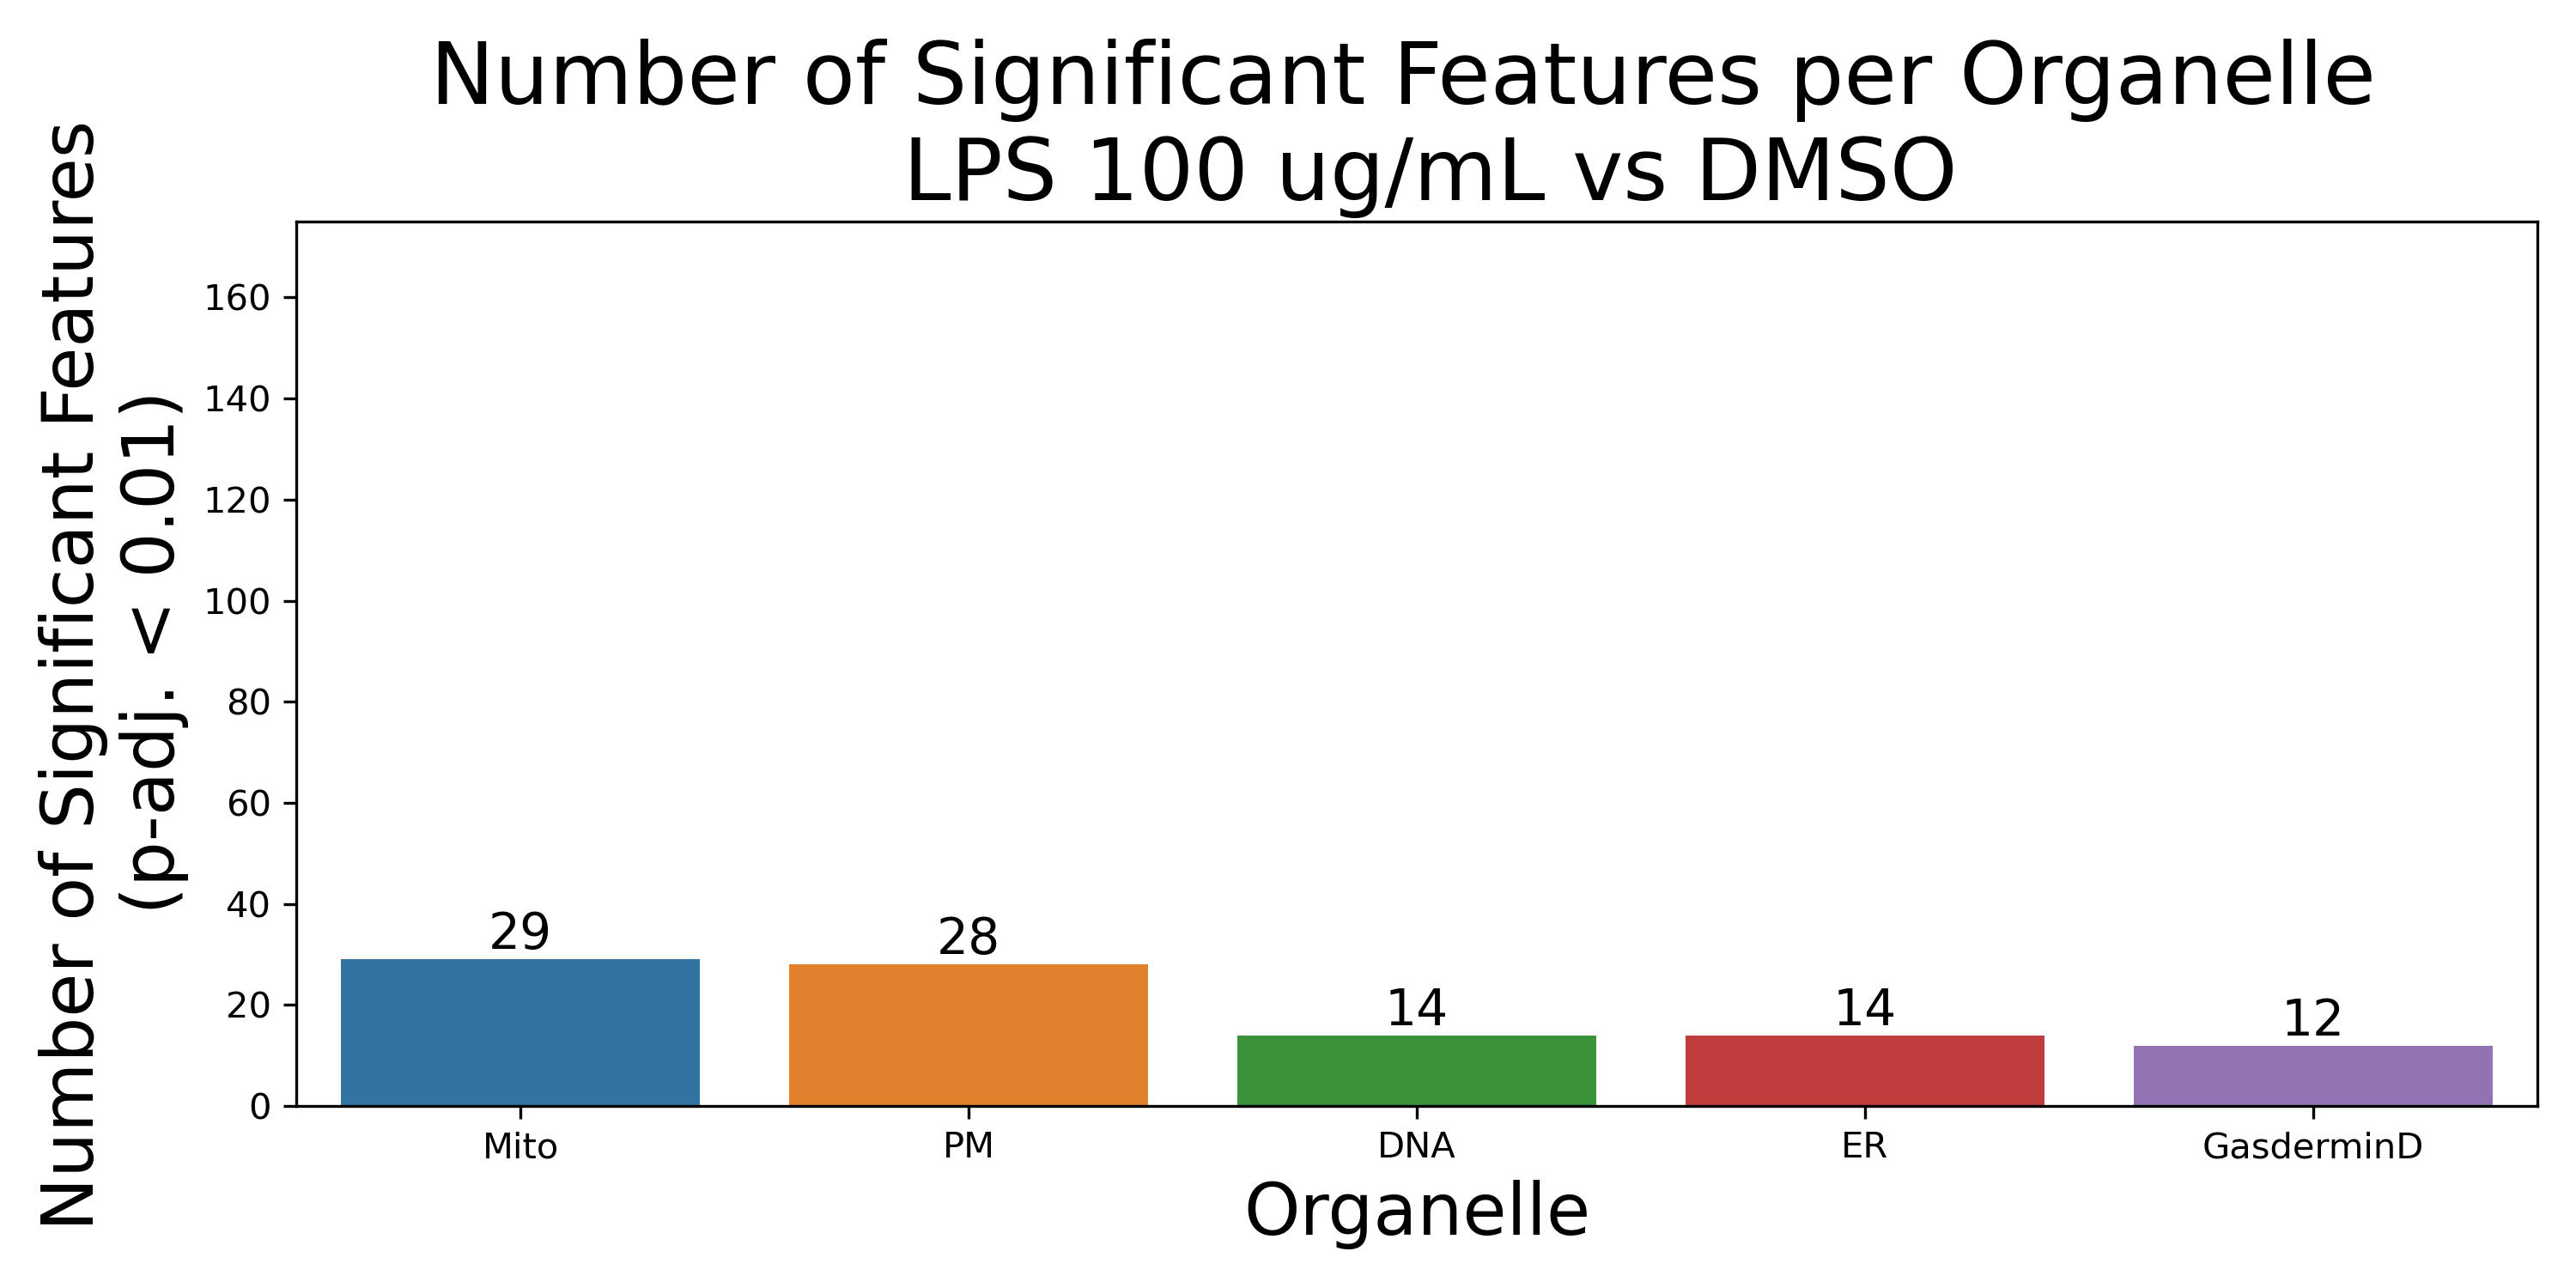 Number of Significant Features per Organelle
LPS 100 ug/mL vs DMSO
Number of Significant Features
(p-adj. < 0.01)
160
140
120
100
80
60
40
20
0
29
28
14
14
12
Mito
PM
DNA
ER
GasderminD
Organelle